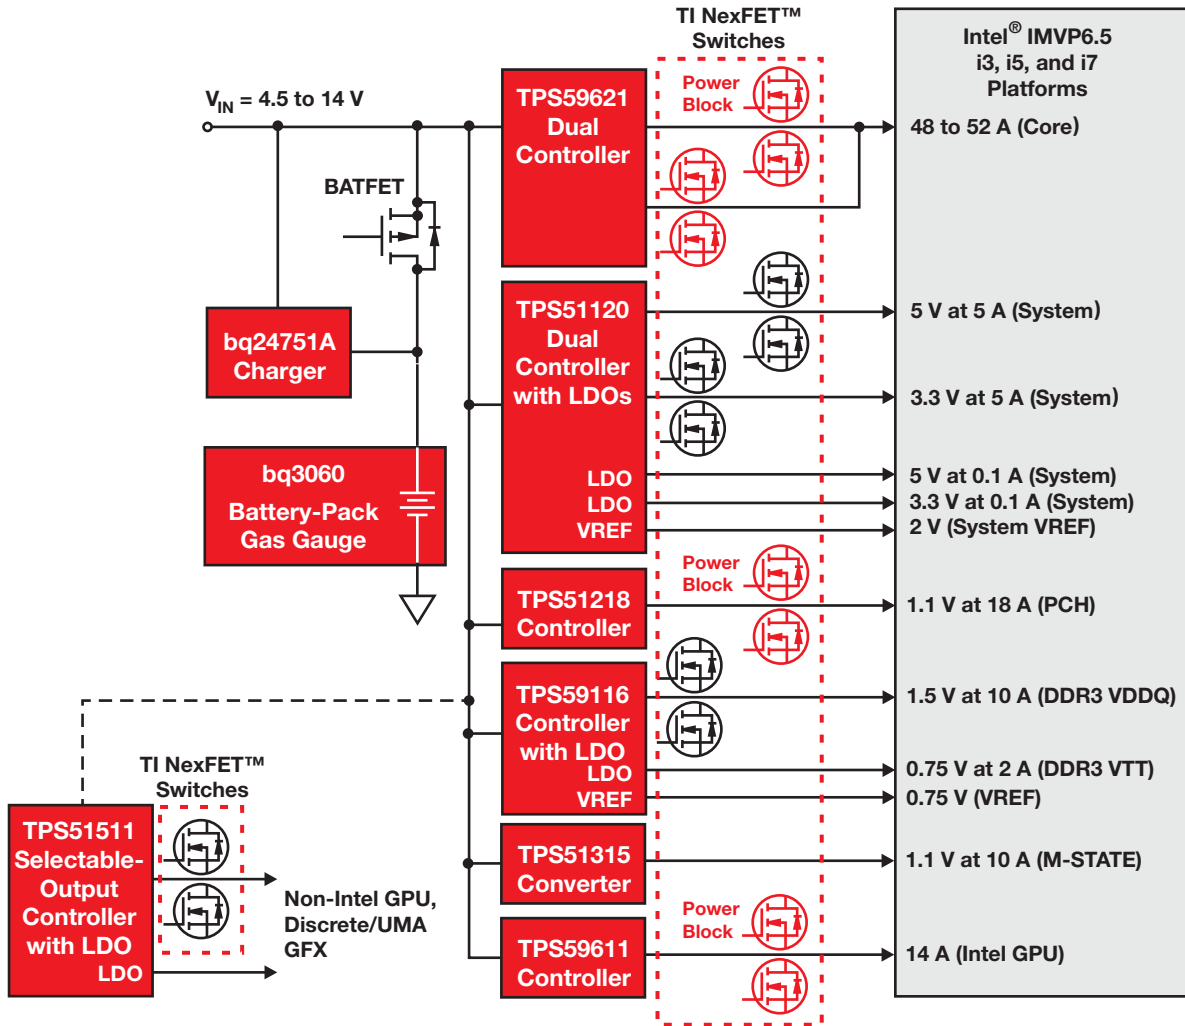 TI NexFET™
Switches
Intel® IMVP6.5
i3, i5, and i7
Platforms
VIN = 4.5 to 14 V
TPS59621
Dual
Controller
Power
Block
48 to 52 A (Core)
BATFET
TPS51120
Dual
Controller
with LDOs
LDO
LDO
VREF
5 V at 5 A (System)
3.3 V at 5 A (System)
5 V at 0.1 A (System)
3.3 V at 0.1 A (System)
2 V (System VREF)
bq24751A
Charger
bq3060
Battery-Pack
Gas Gauge
TPS51218
Controller
Power
Block
1.1 V at 18 A (PCH)
TPS59116
Controller
with LDO
LDO
VREF
1.5 V at 10 A (DDR3 VDDQ)
0.75 V at 2 A (DDR3 VTT)
0.75 V (VREF)
TI NexFET™
Switches
TPS51511
Selectable-
Output
Controller
with LDO
LDO
Non-Intel GPU,
Discrete/UMA
GFX
TPS51315
Converter
1.1 V at 10 A (M-STATE)
TPS59611
Controller
Power
Block
14 A (Intel GPU)